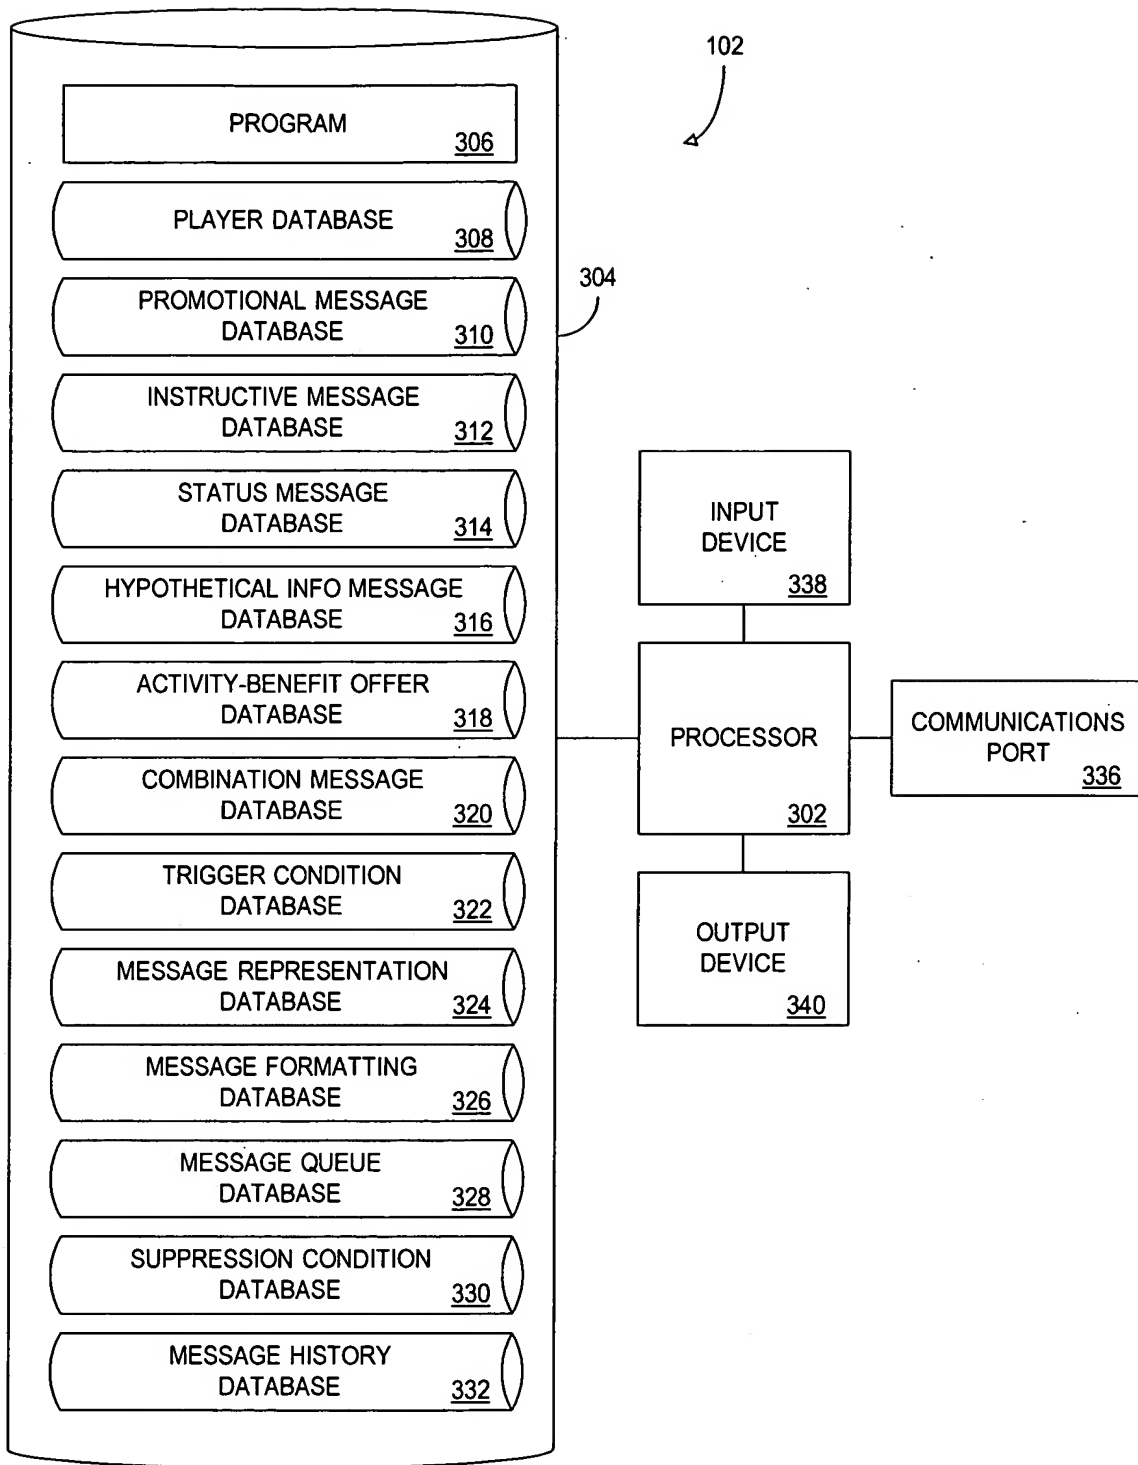 102
PROGRAM
306
PLAYER DATABASE
308
304
PROMOTIONAL MESSAGE
DATABASE
310
INSTRUCTIVE MESSAGE
DATABASE
312
STATUS MESSAGE
DATABASE
314
HYPOTHETICAL INFO MESSAGE
DATABASE
316
ACTIVITY-BENEFIT OFFER
DATABASE
318
COMBINATION MESSAGE
DATABASE
320
TRIGGER CONDITION
DATABASE
322
MESSAGE REPRESENTATION
DATABASE
324
MESSAGE FORMATTING
DATABASE
326
MESSAGE QUEUE
DATABASE
328
SUPPRESSION CONDITION
DATABASE
330
MESSAGE HISTORY
DATABASE
332
INPUT
DEVICE
338
PROCESSOR
302
COMMUNICATIONS
PORT
336
OUTPUT
DEVICE
340